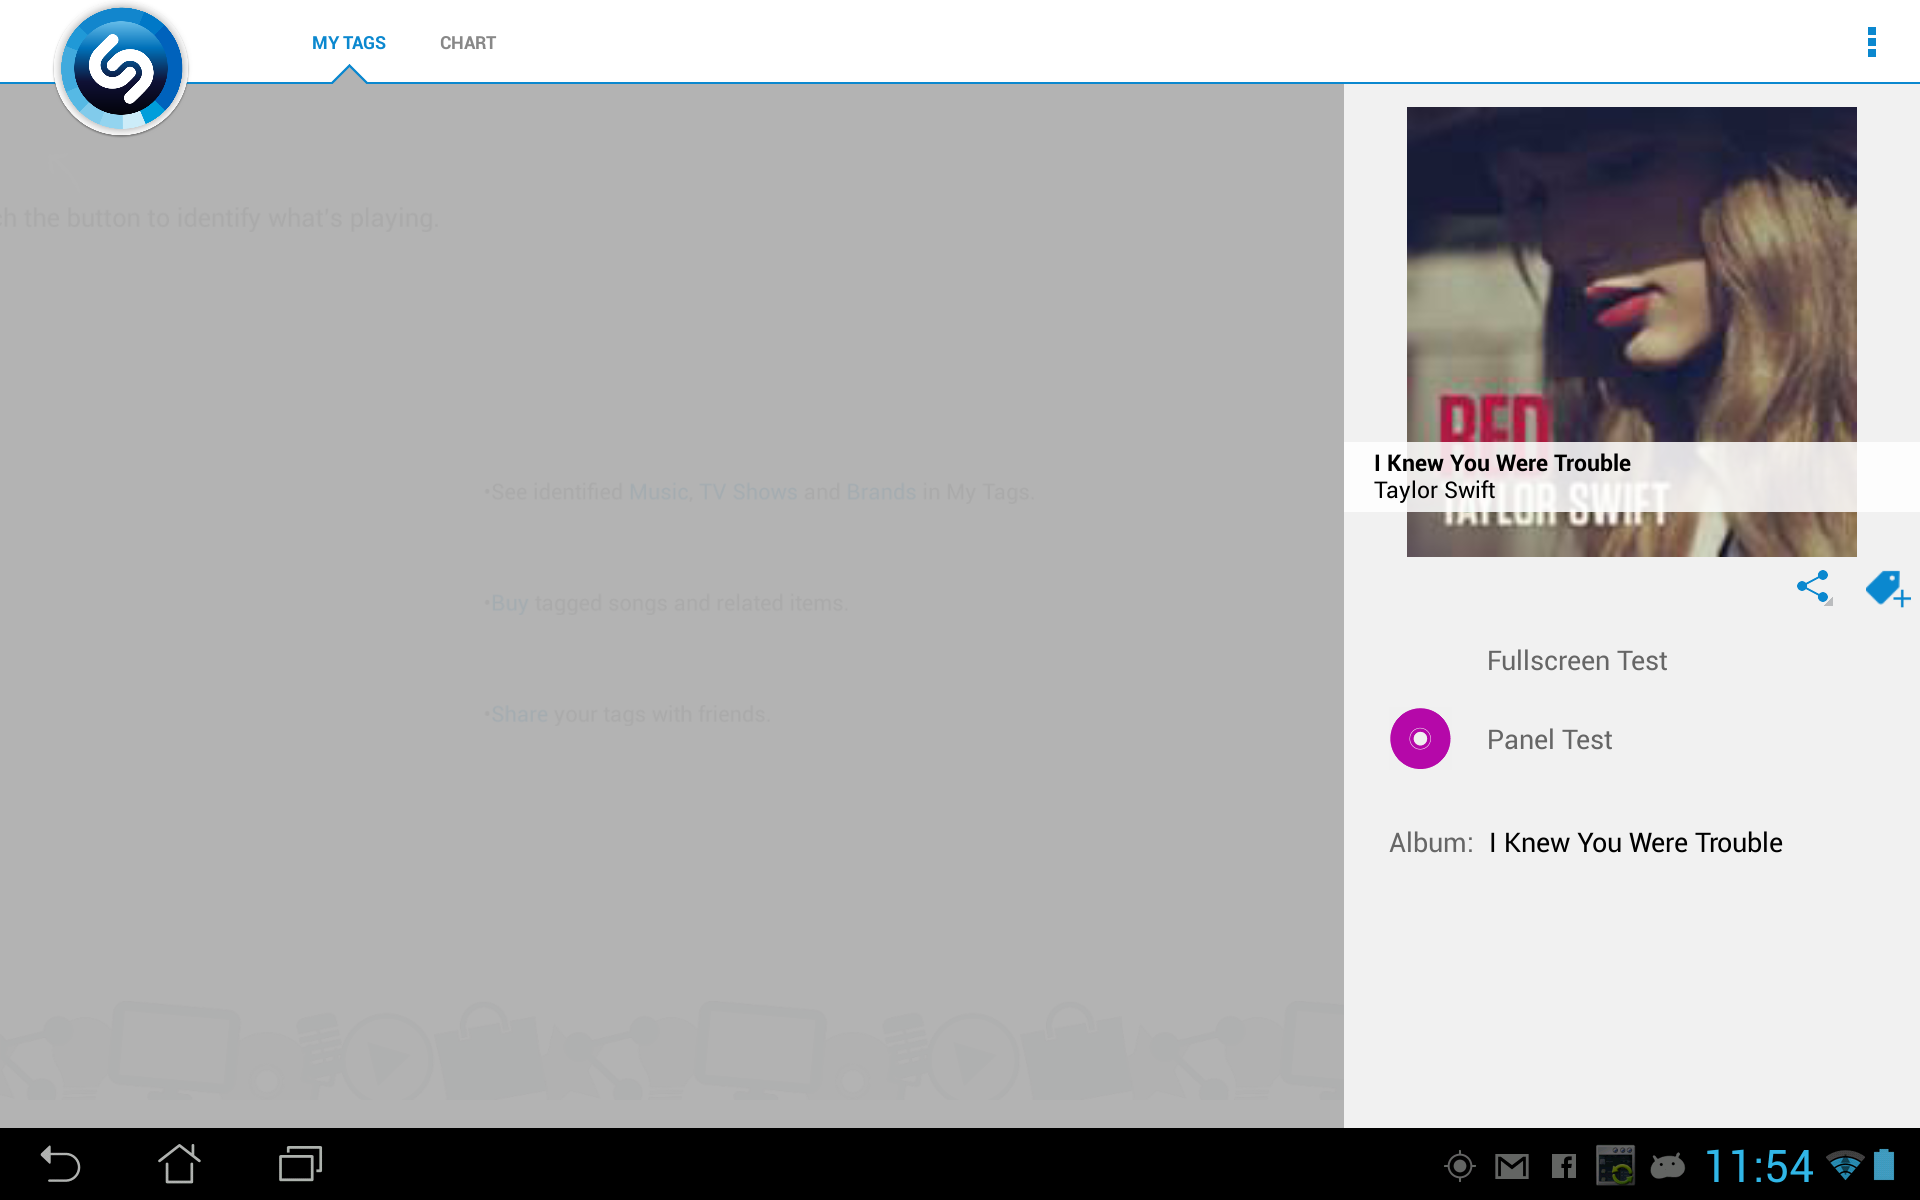 MY TAGS
CHART
h the button to identify what's playing.
•See identified Music, TV Shows and Brands in My Tags.
•Buy tagged songs and related items.
•Share your tags with friends.
RED
TAYLOR SWIFT
I Knew You Were Trouble
Taylor Swift
Fullscreen Test
Panel Test
Album: I Knew You Were Trouble
11:54